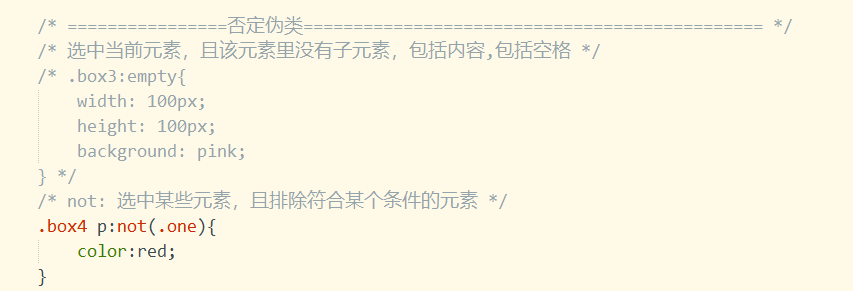 /* ================否定伪类============================================== */
/* 选中当前元素，且该元素里没有子元素，包括内容,包括空格 */
/* .box3:empty{
    width: 100px;
    height: 100px;
    background: pink;
} */
/* not: 选中某些元素，且排除符合某个条件的元素 */
.box4 p:not(.one){
    color:red;
}